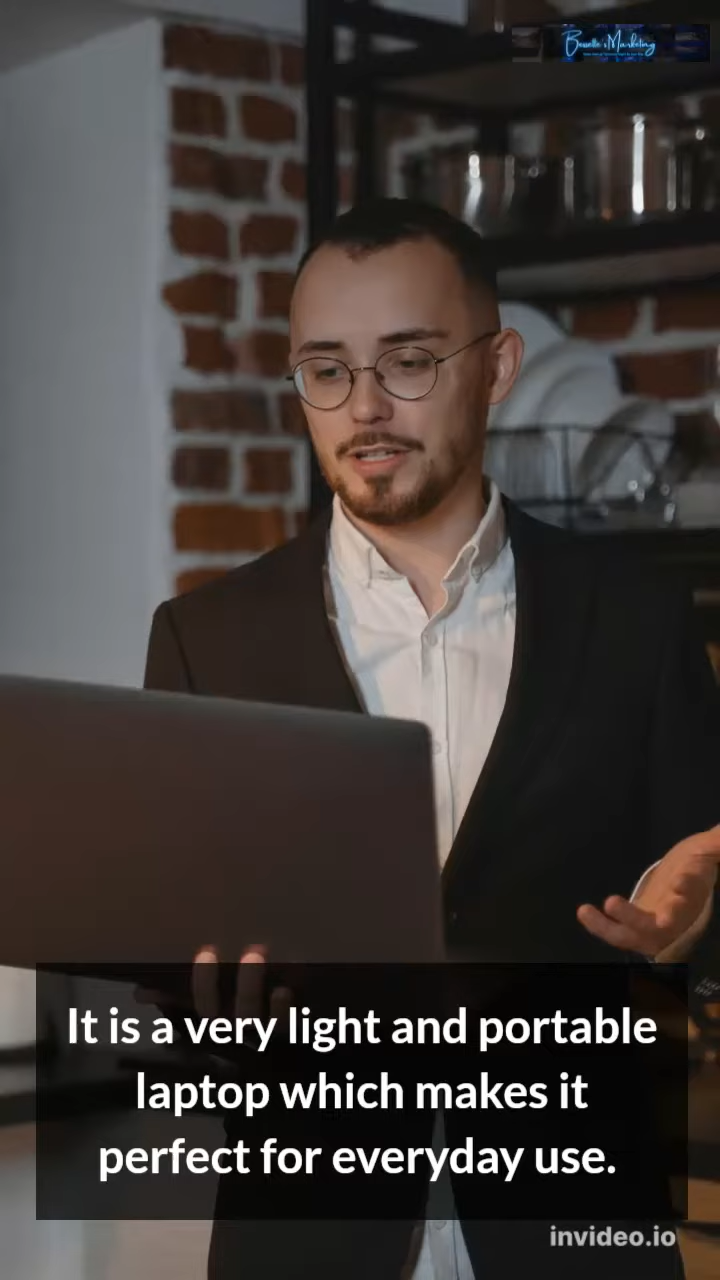 It is a very light and portable
laptop which makes it
perfect for everyday use.
invideo.io